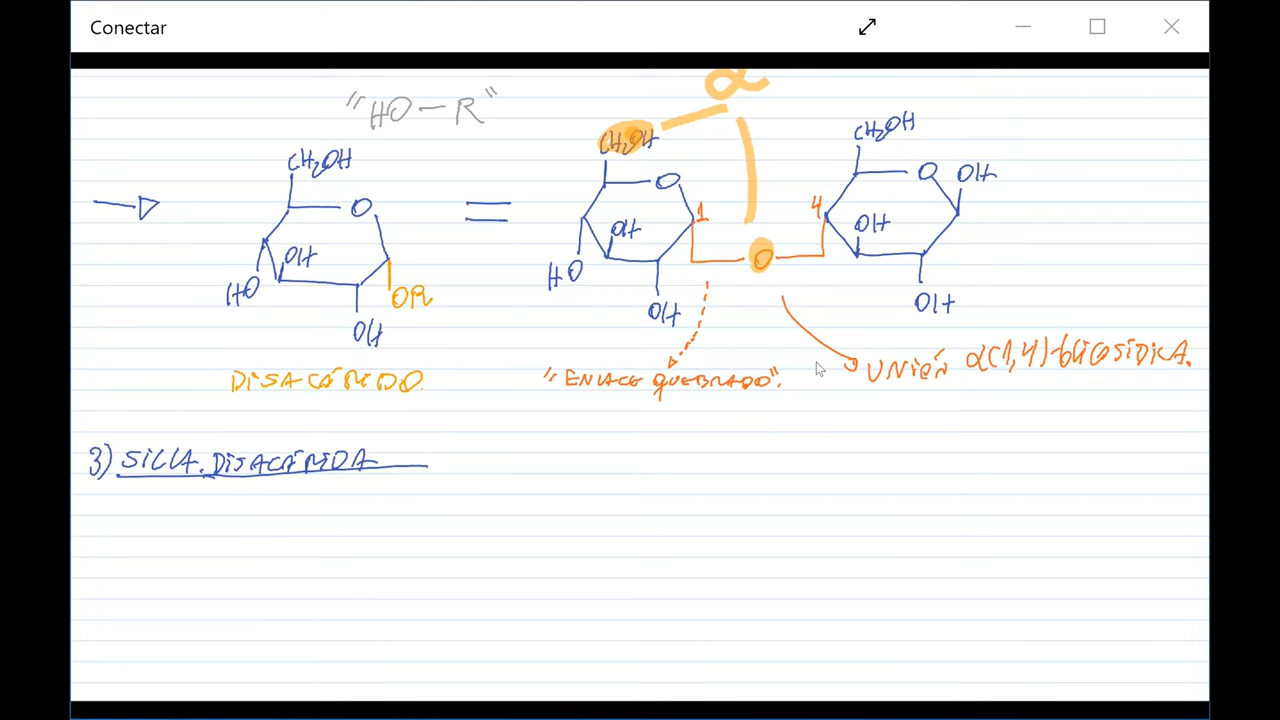 Conectar
α
"HO-R"
CH₂OH
O
OH
HO
OH
OR
DISACÁRIDO.
=
CH₂OH
O
1
OH
HO
OH
O
4
CH₂OH
O
OH
OH
OH
"ENLACE QUEBRADO".
UNIÓN α(1,4)-GLICOSÍDICA.
3) SILLA. DISACÁRIDA